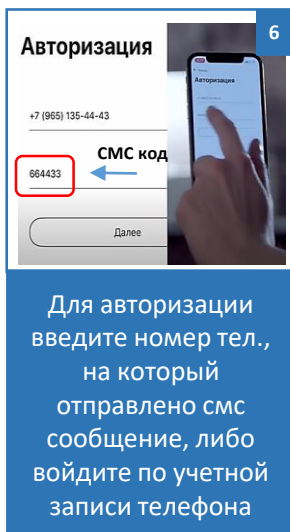 6
Авторизация
+7 (965) 135-44-43
СМС код
664433
Далее
Авторизация
Для авторизации
введите номер тел.,
на который
отправлено смс
сообщение, либо
войдите по учетной
записи телефона